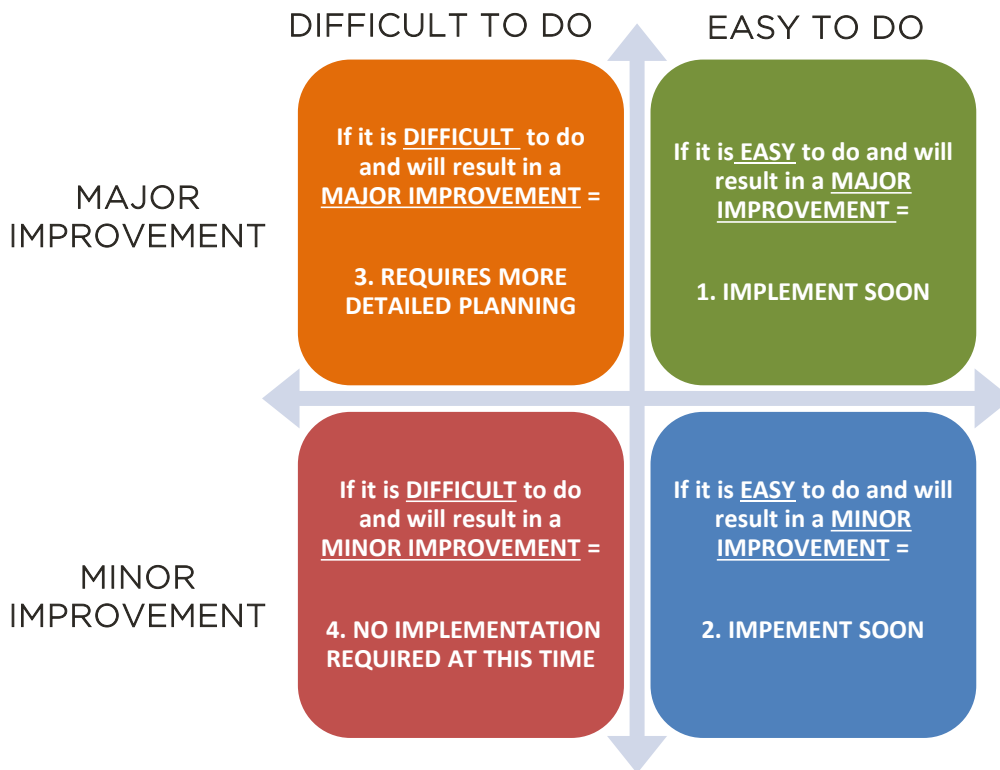 DIFFICULT TO DO
EASY TO DO
MAJOR
IMPROVEMENT
If it is DIFFICULT to do
and will result in a
MAJOR IMPROVEMENT =
3. REQUIRES MORE
DETAILED PLANNING
If it is EASY to do and will
result in a MAJOR
IMPROVEMENT =
1. IMPLEMENT SOON
MINOR
IMPROVEMENT
If it is DIFFICULT to do
and will result in a
MINOR IMPROVEMENT =
4. NO IMPLEMENTATION
REQUIRED AT THIS TIME
If it is EASY to do and will
result in a MINOR
IMPROVEMENT =
2. IMPEMENT SOON